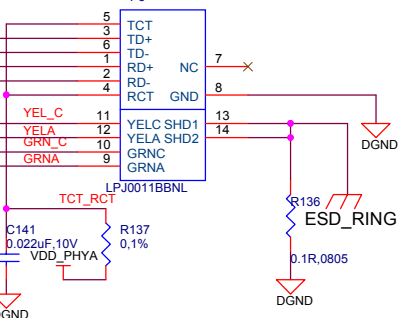 5 TCT
3 TD+
6 TD-
1 RD+ NC 7
2 RD-
4 RCT GND 8
DGND
YEL_C 11 YELC SHD1 13
YELA 12 YELA SHD2 14
GRN_C 10 GRNC
GRNA 9 GRNA
LPJ0011BBNL
TCT_RCT
R136
ESD_RING
C141
0.022uF,10V
R137
0,1%
VDD_PHYA
0.1R,0805
DGND
DGND